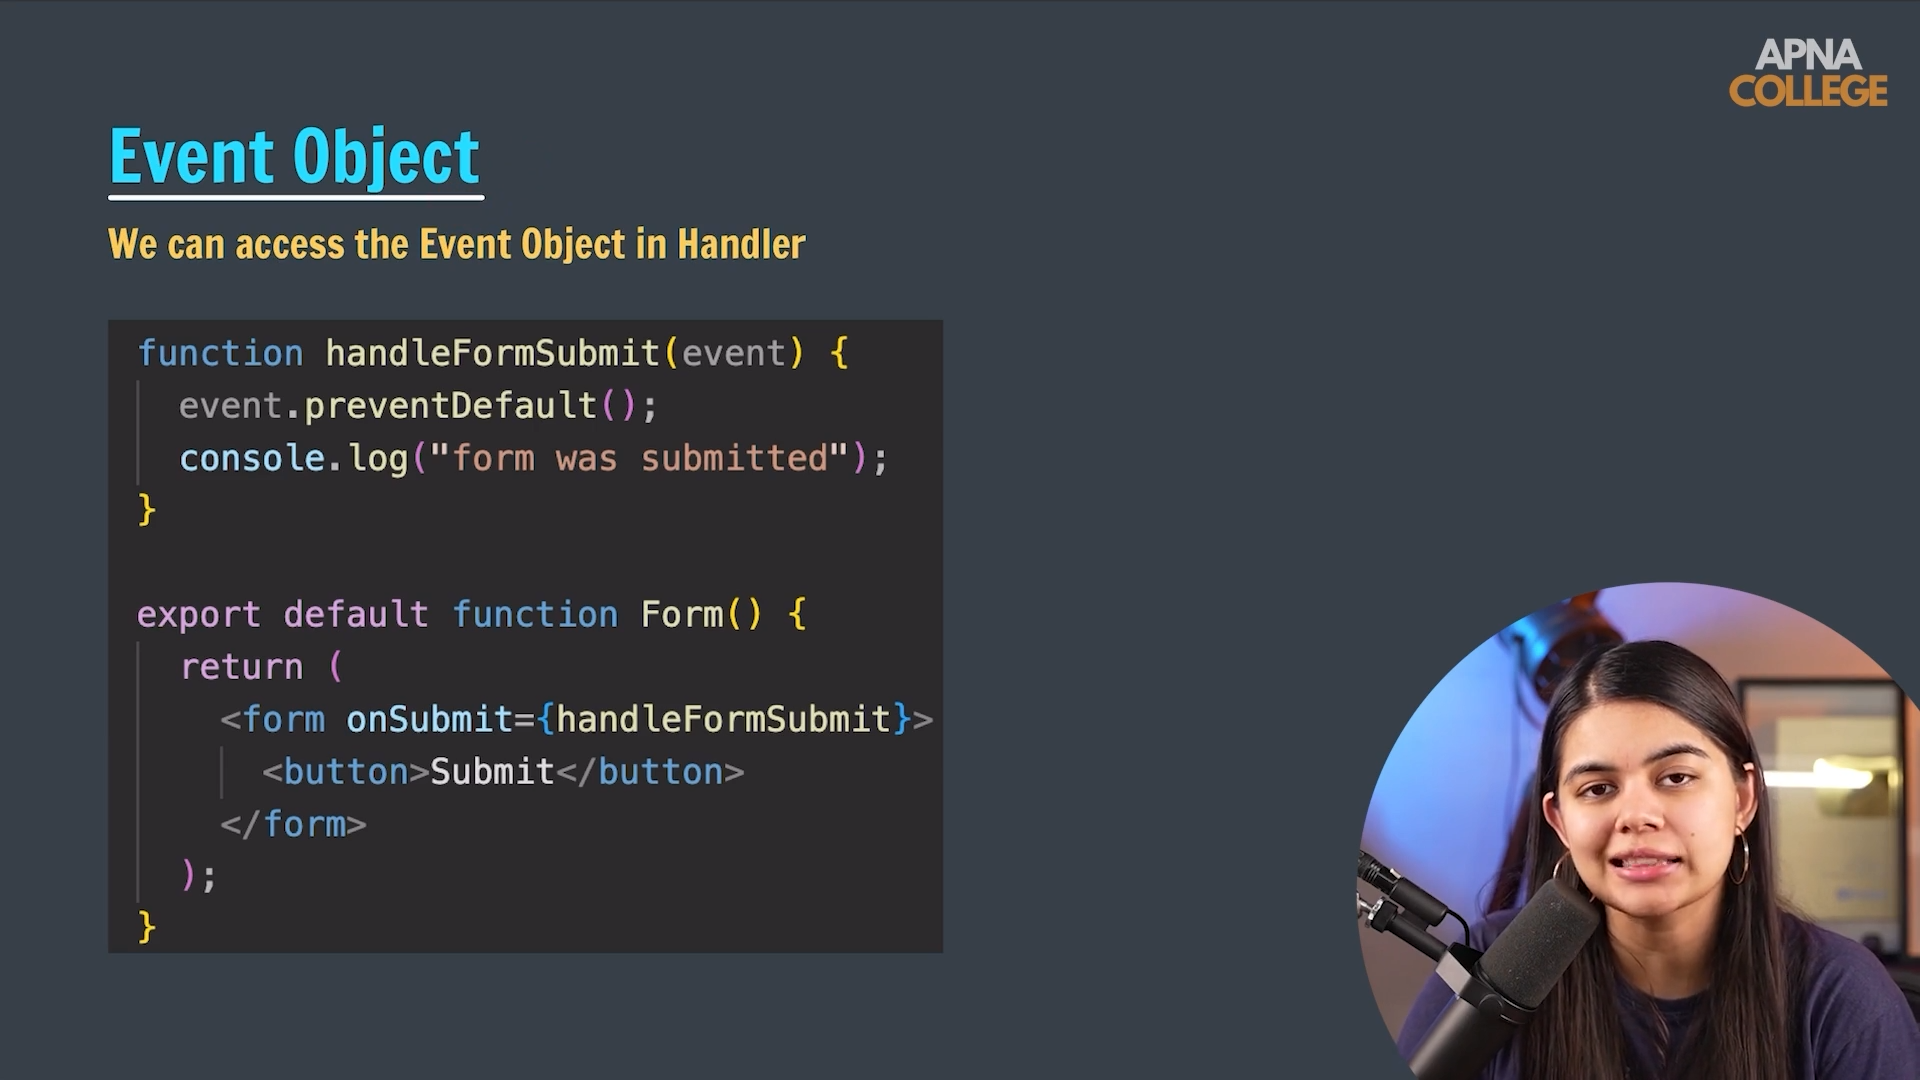 APNA
COLLEGE
Event Object
We can access the Event Object in Handler
function handleFormSubmit(event) {
  event.preventDefault();
  console.log("form was submitted");
}
export default function Form() {
  return (
    <form onSubmit={handleFormSubmit}>
      <button>Submit</button>
    </form>
  );
}